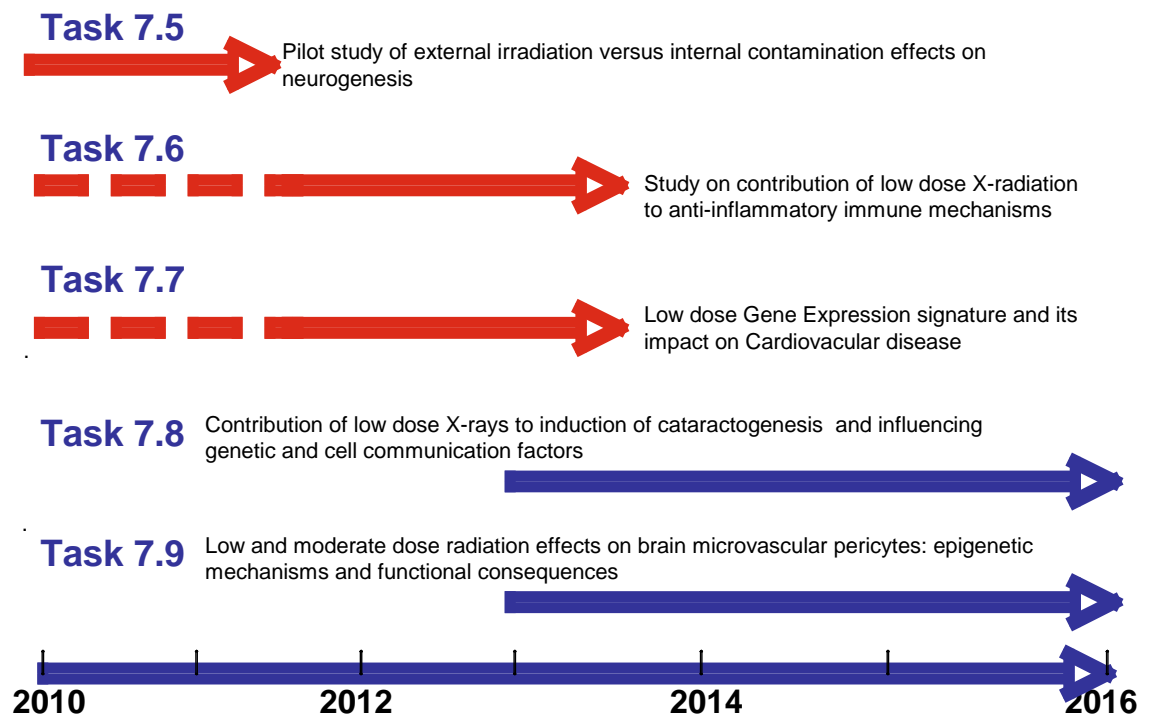 Task 7.5
Pilot study of external irradiation versus internal contamination effects on
neurogenesis
Task 7.6
Study on contribution of low dose X-radiation
to anti-inflammatory immune mechanisms
Task 7.7
Low dose Gene Expression signature and its
impact on Cardiovacular disease
.
Task 7.8
Contribution of low dose X-rays to induction of cataractogenesis and influencing
genetic and cell communication factors
.
Task 7.9
Low and moderate dose radiation effects on brain microvascular pericytes: epigenetic
mechanisms and functional consequences
2010 2012 2014 2016